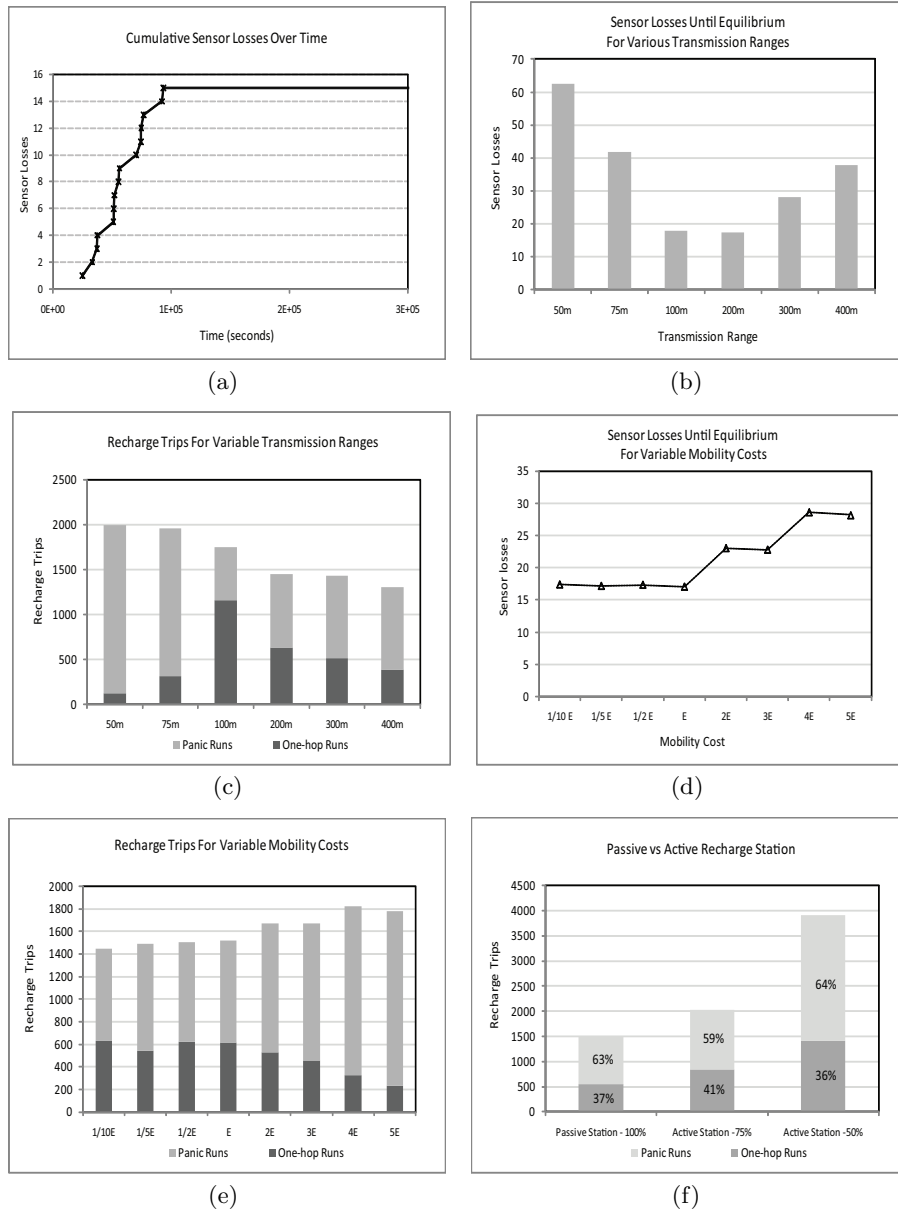 Cumulative Sensor Losses Over Time
16
14
12
10
8
6
4
2
0
Sensor Losses
0E+00 1E+05 2E+05 3E+05
Time (seconds)
(a)
Sensor Losses Until Equilibrium
For Various Transmission Ranges
70
60
50
40
30
20
10
0
Sensor Losses
50m 75m 100m 200m 300m 400m
Transmission Range
(b)
Recharge Trips For Variable Transmission Ranges
2500
2000
1500
1000
500
0
Recharge Trips
50m 75m 100m 200m 300m 400m
Panic Runs One-hop Runs
(c)
Sensor Losses Until Equilibrium
For Variable Mobility Costs
35
30
25
20
15
10
5
0
Sensor losses
1/10 E 1/5 E 1/2 E E 2E 3E 4E 5E
Mobility Cost
(d)
Recharge Trips For Variable Mobility Costs
2000
1800
1600
1400
1200
1000
800
600
400
200
0
Recharge Trips
1/10E 1/5E 1/2E E 2E 3E 4E 5E
Panic Runs One-hop Runs
(e)
Passive vs Active Recharge Station
4500
4000
3500
3000
2500
2000
1500
1000
500
0
Recharge Trips
63% 59% 64%
37% 41% 36%
Passive Station - 100% Active Station -75% Active Station -50%
Panic Runs One-hop Runs
(f)